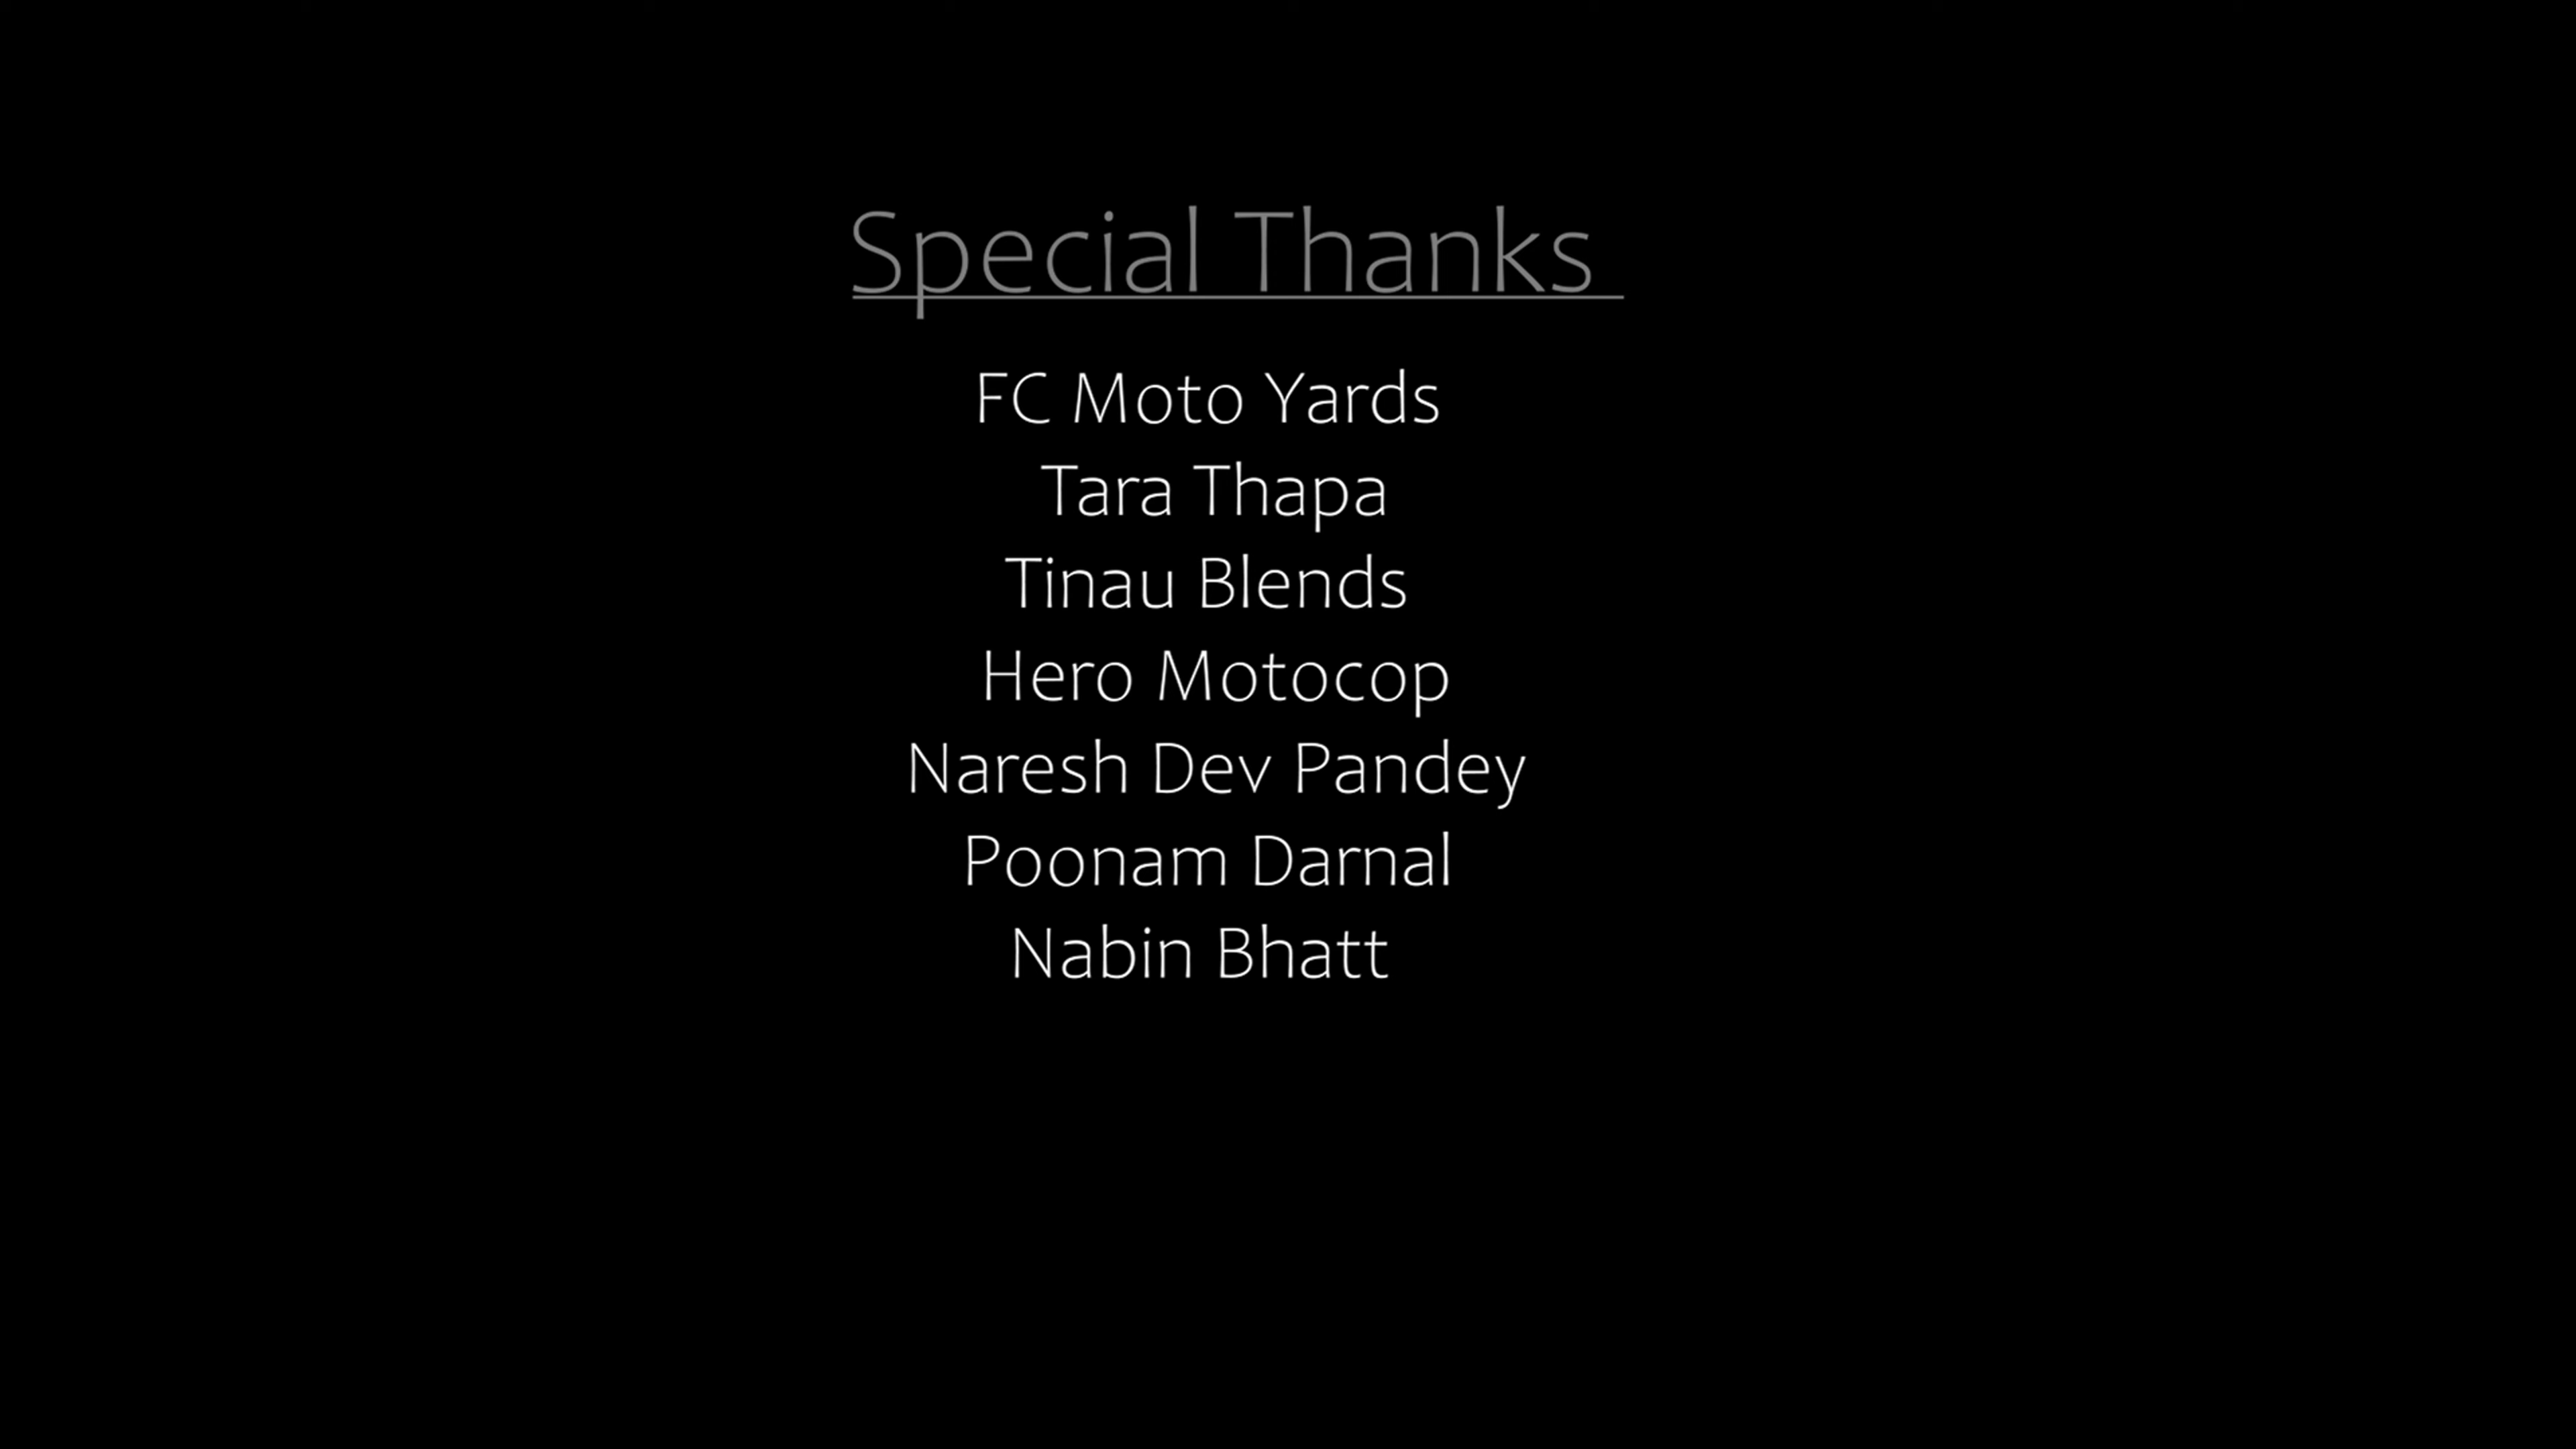 Special Thanks
FC Moto Yards
Tara Thapa
Tinau Blends
Hero Motocop
Naresh Dev Pandey
Poonam Darnal
Nabin Bhatt